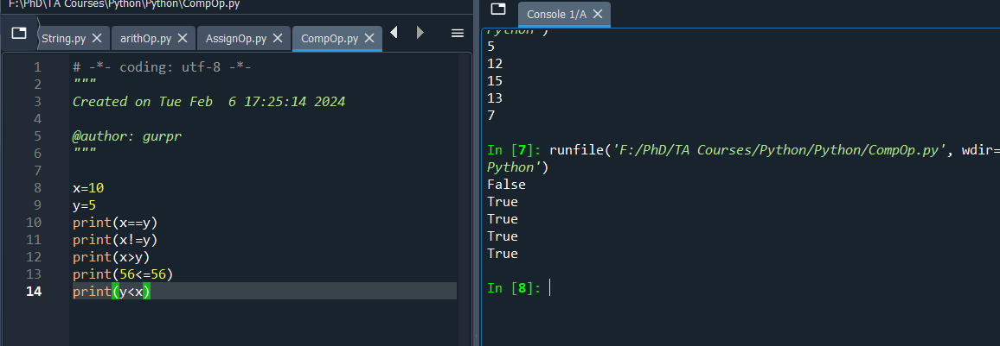 F:\PhD\TA Courses\Python\Python\CompOp.py
String.py
arithOp.py
AssignOp.py
CompOp.py
1 # -*- coding: utf-8 -*-
2 """
3 Created on Tue Feb  6 17:25:14 2024
4
5 @author: gurpr
6 """
7
8 x=10
9 y=5
10 print(x==y)
11 print(x!=y)
12 print(x>y)
13 print(56<=56)
14 print(y<x)
Console 1/A
Python')
5
12
15
13
7
In [7]: runfile('F:/PhD/TA Courses/Python/Python/CompOp.py', wdir=
Python')
False
True
True
True
True
In [8]: